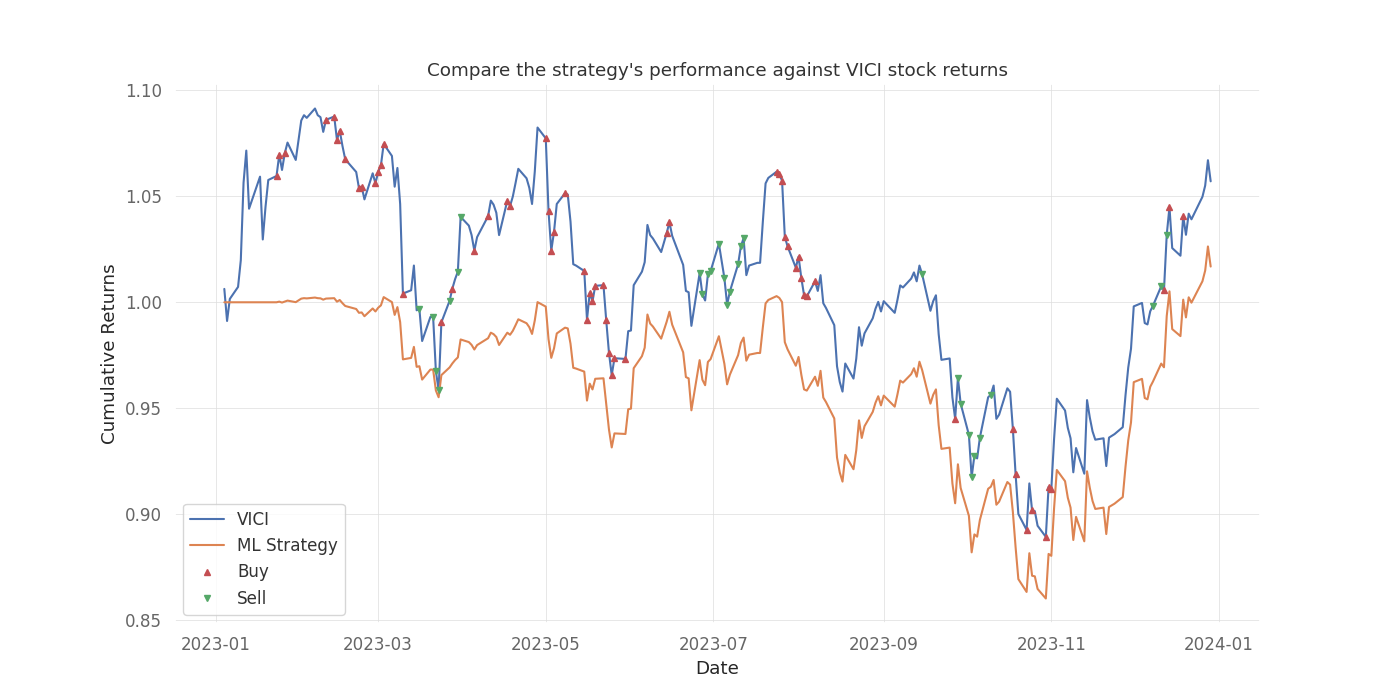 Compare the strategy's performance against VICI stock returns
1.10
1.05
1.00
0.95
0.90
0.85
Cumulative Returns
VICI
ML Strategy
Buy
Sell
2023-01
2023-03
2023-05
2023-07
2023-09
2023-11
2024-01
Date